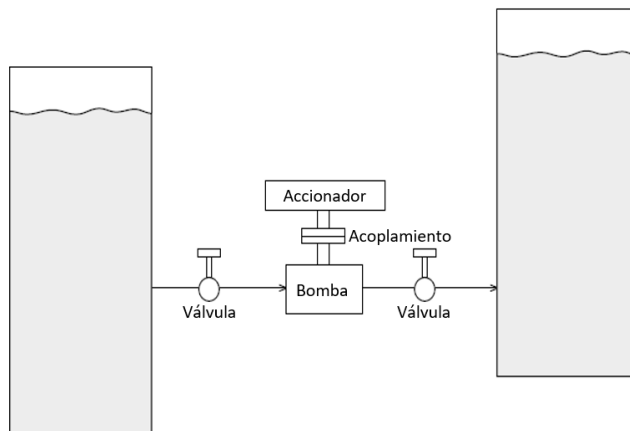 Accionador
Acoplamiento
Bomba
Válvula
Válvula